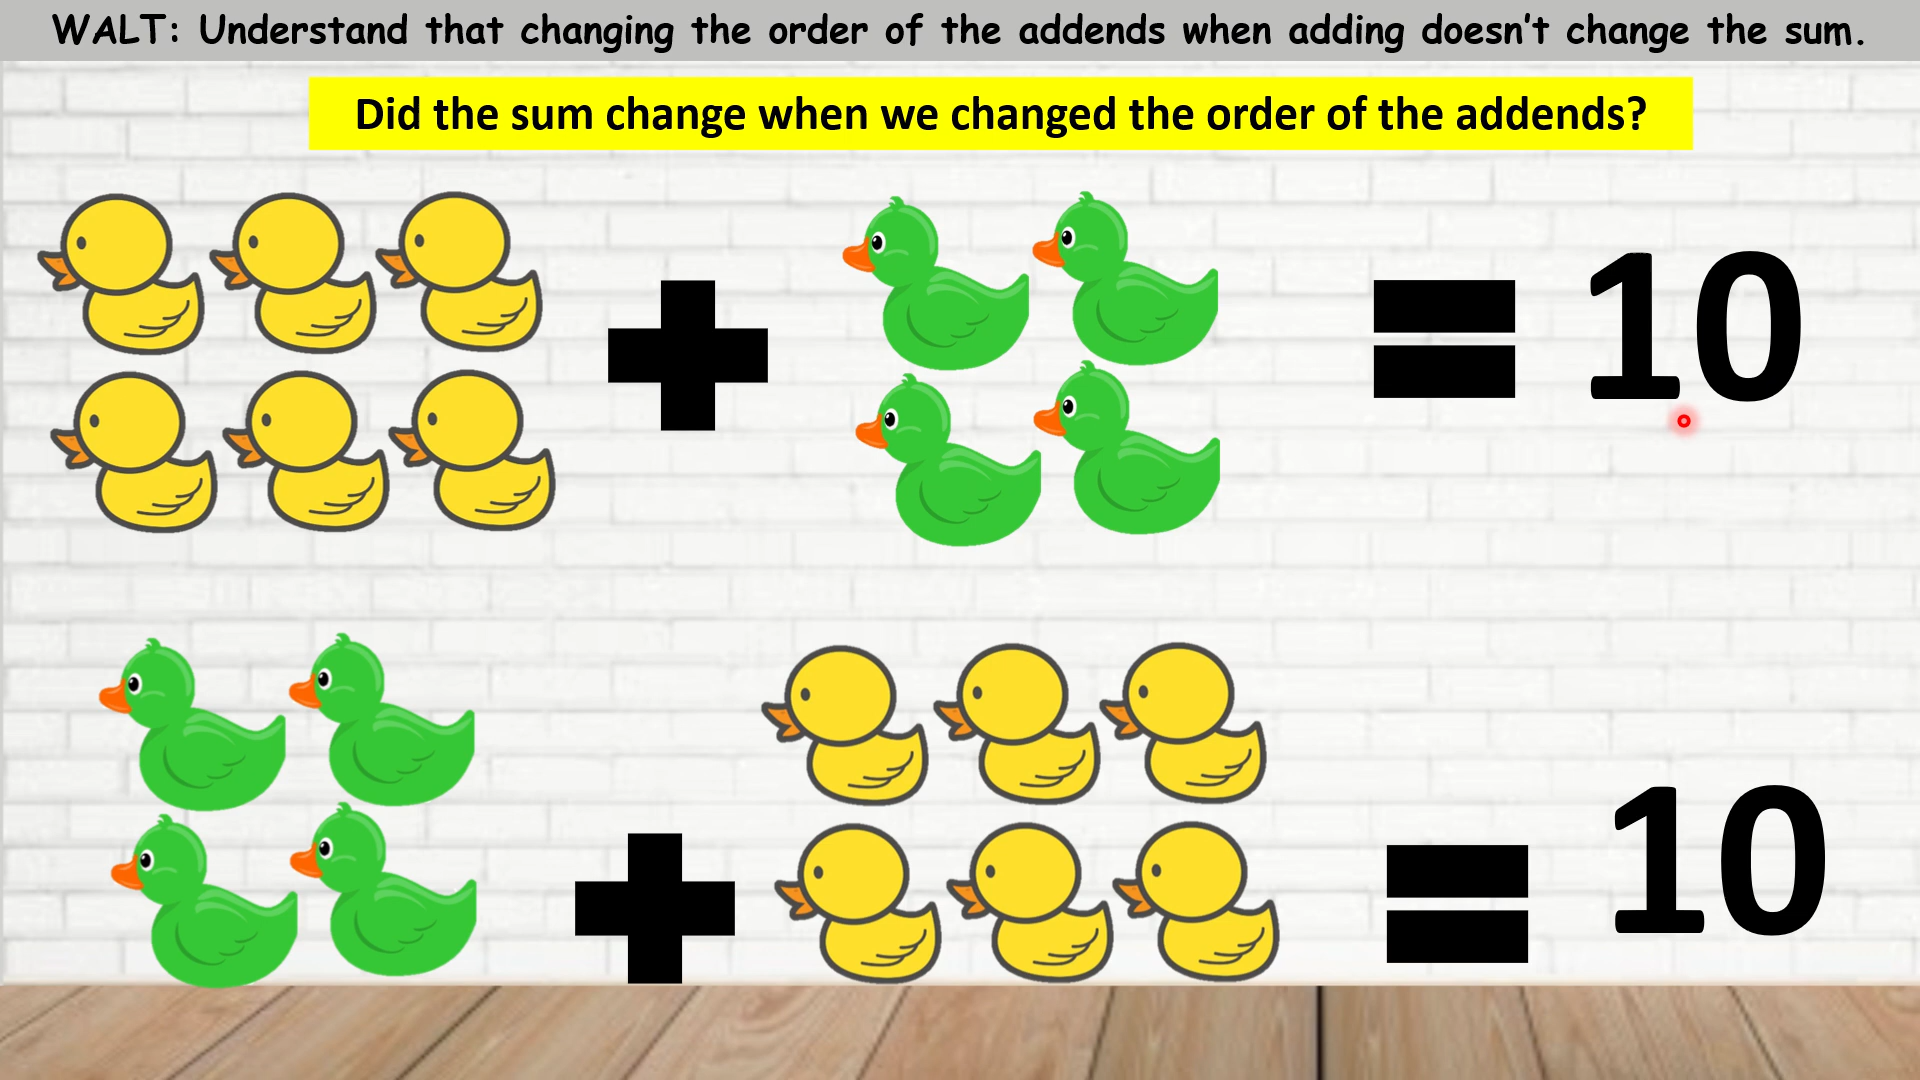 WALT: Understand that changing the order of the addends when adding doesn't change the sum.
Did the sum change when we changed the order of the addends?
+ = 10
+ = 10